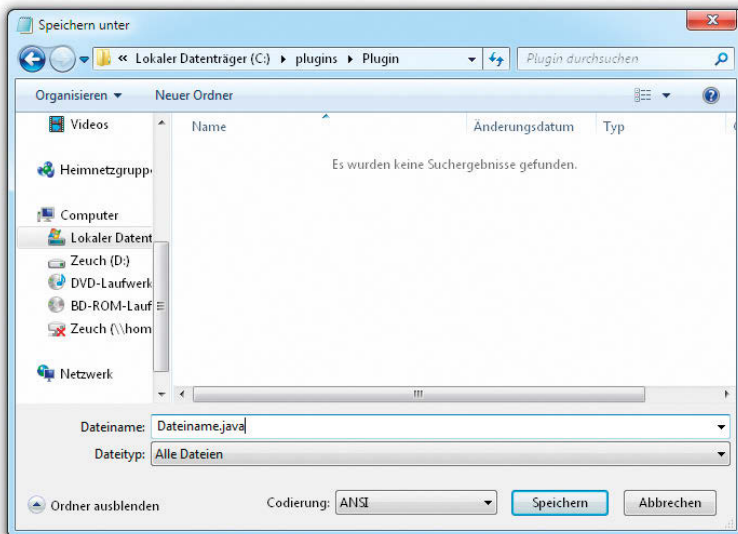 Speichern unter
« Lokaler Datenträger (C:) ▸ plugins ▸ Plugin
Plugin durchsuchen
Organisieren
Neuer Ordner
Videos
Heimnetzgrupp
Computer
Lokaler Datent
Zeuch (D:)
DVD-Laufwerk
BD-ROM-Lauf
Zeuch (\\hom
Netzwerk
Name
Änderungsdatum
Typ
Es wurden keine Suchergebnisse gefunden.
Dateiname: Dateiname.java
Dateityp: Alle Dateien
Ordner ausblenden
Codierung: ANSI
Speichern
Abbrechen